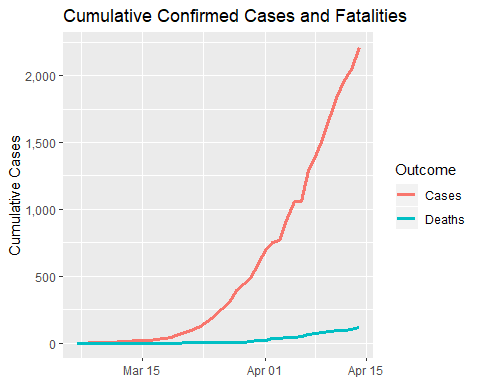 Cumulative Confirmed Cases and Fatalities
Cumulative Cases
2,000
1,500
1,000
500
0
Mar 15
Apr 01
Apr 15
Outcome
Cases
Deaths